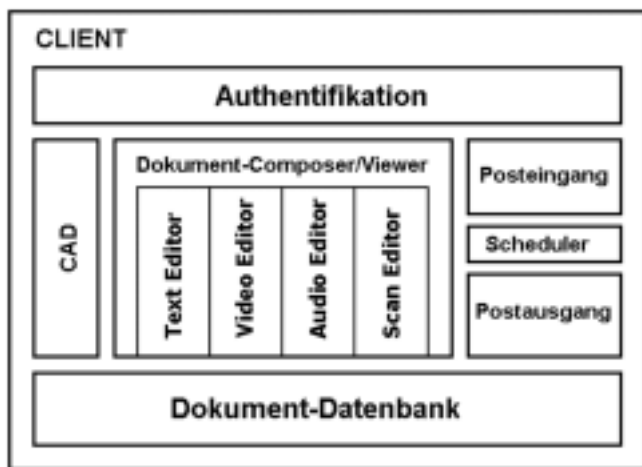 CLIENT
Authentifikation
CAD
Dokument-Composer/Viewer
Text Editor
Video Editor
Audio Editor
Scan Editor
Posteingang
Scheduler
Postausgang
Dokument-Datenbank